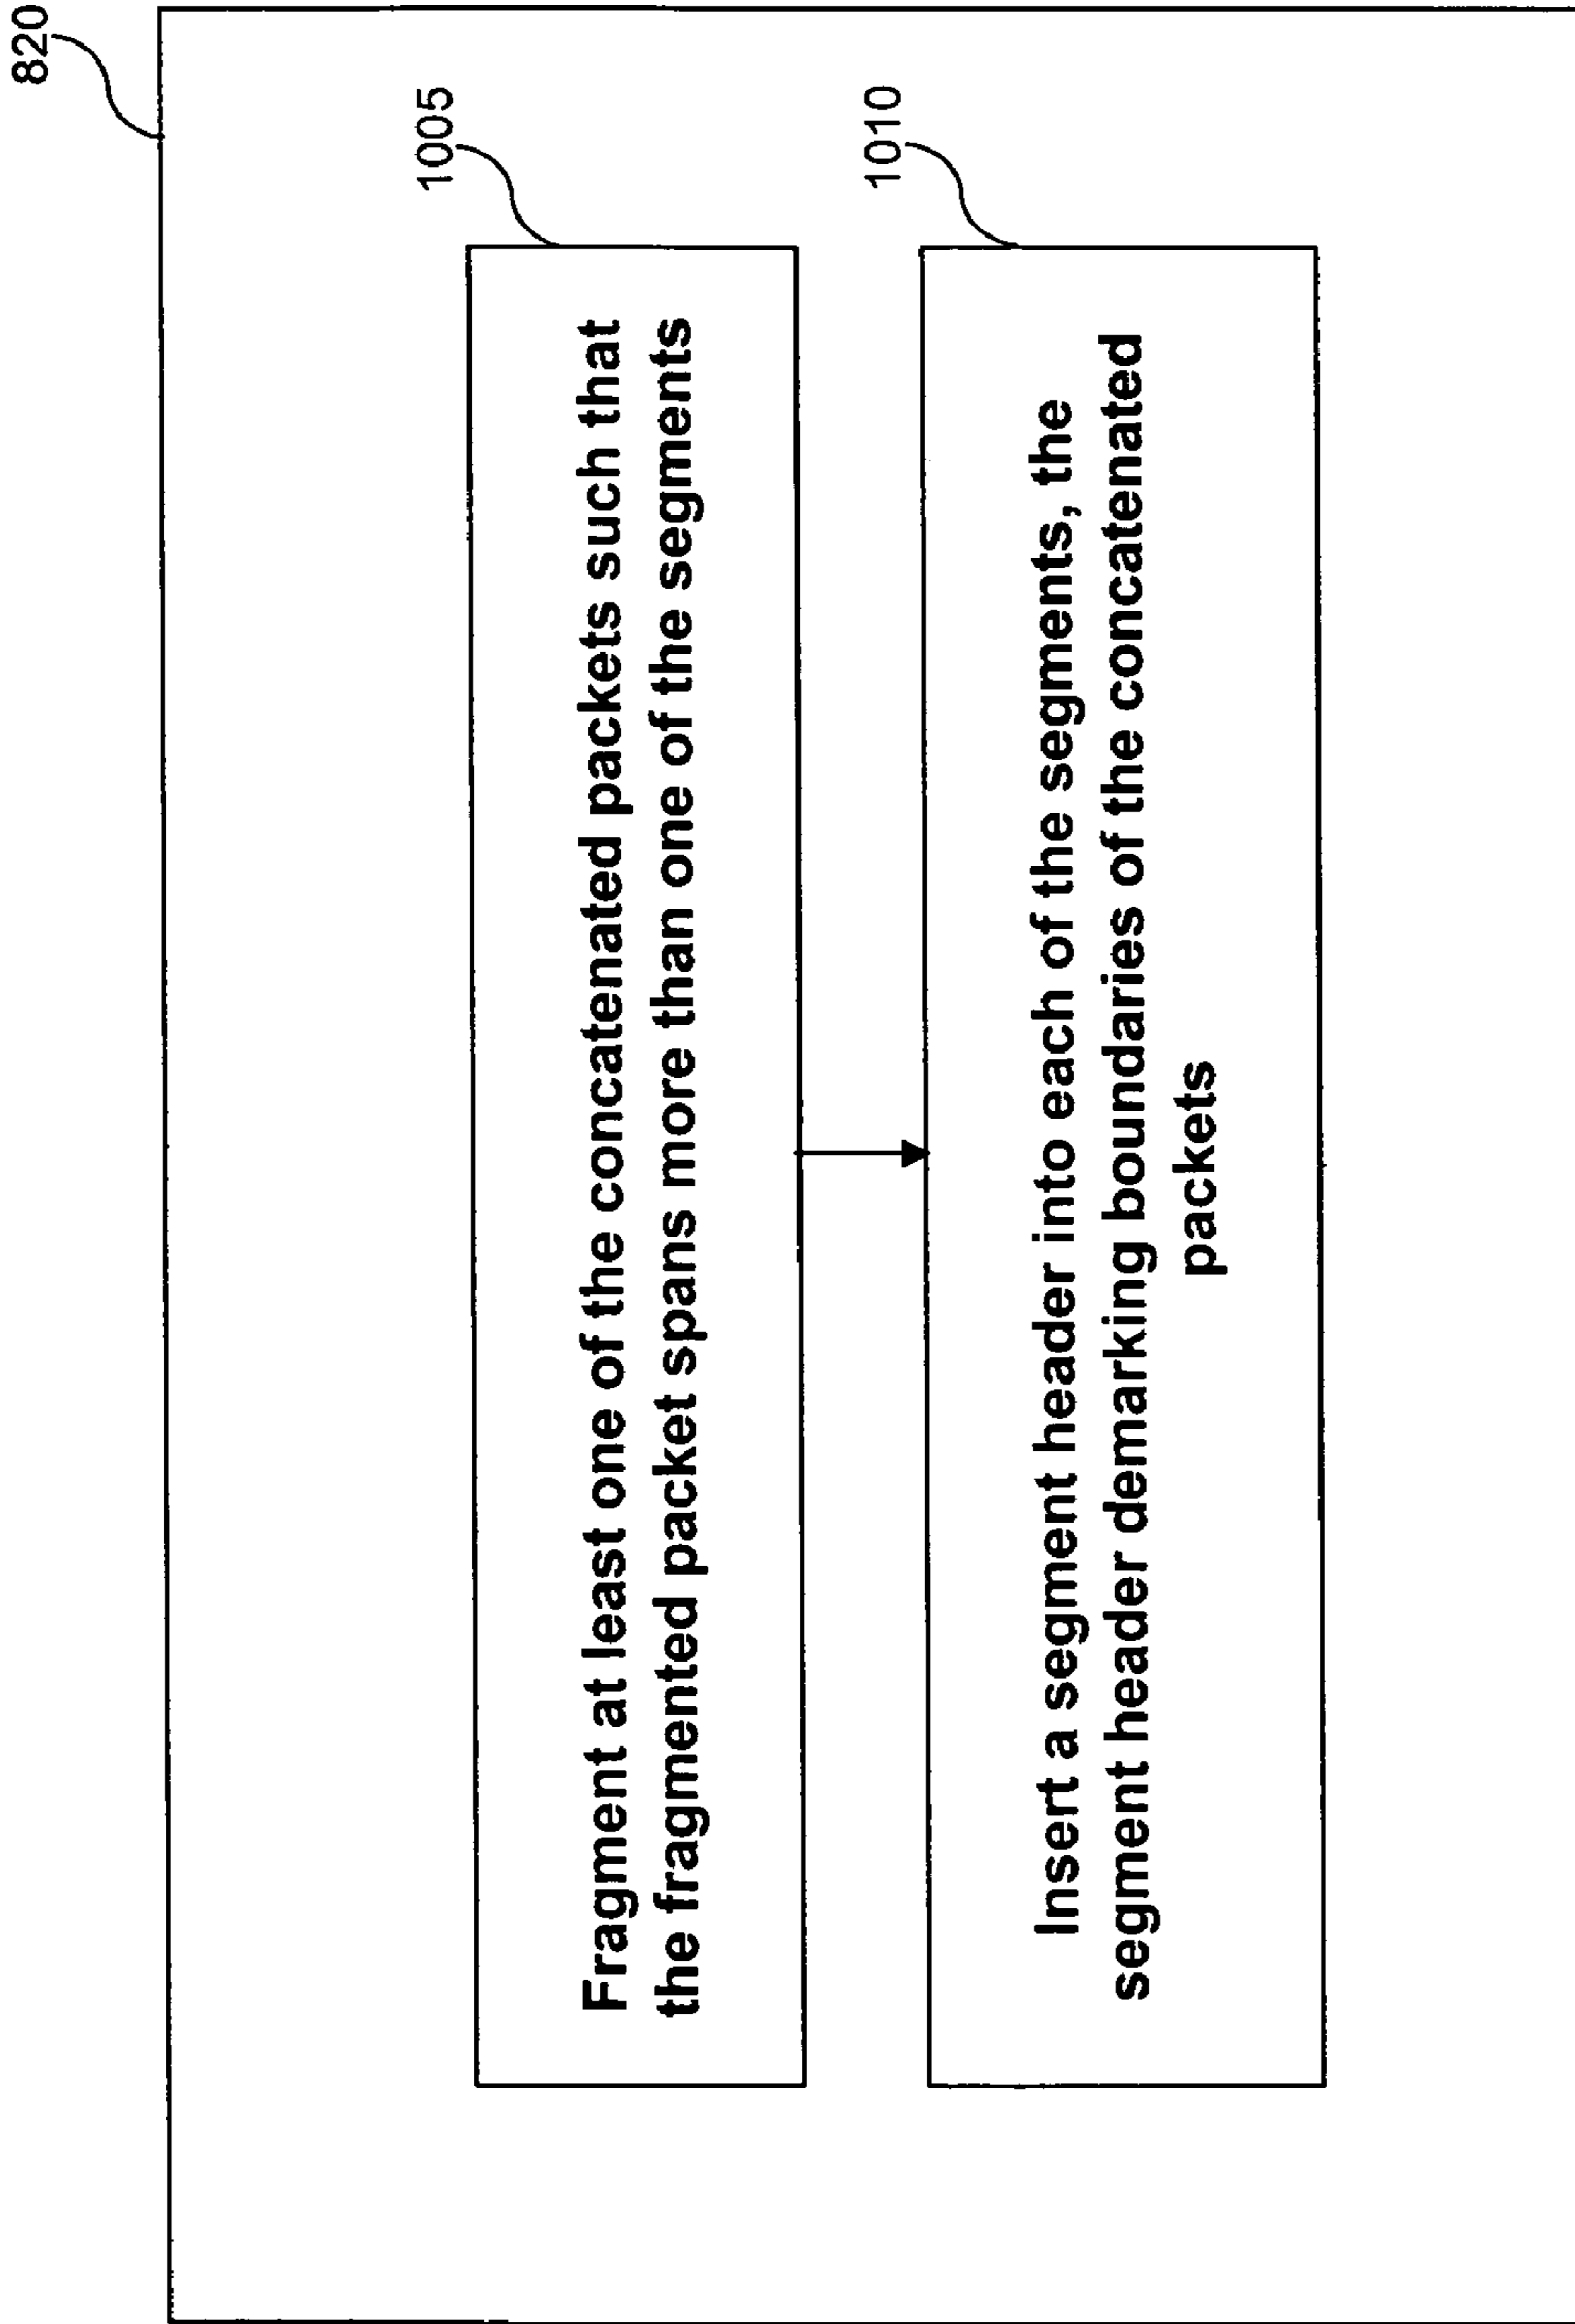 820
1005
Fragment at least one of the concatenated packets such that
the fragmented packet spans more than one of the segments
1010
Insert a segment header into each of the segments, the
segment header demarking boundaries of the concatenated
packets